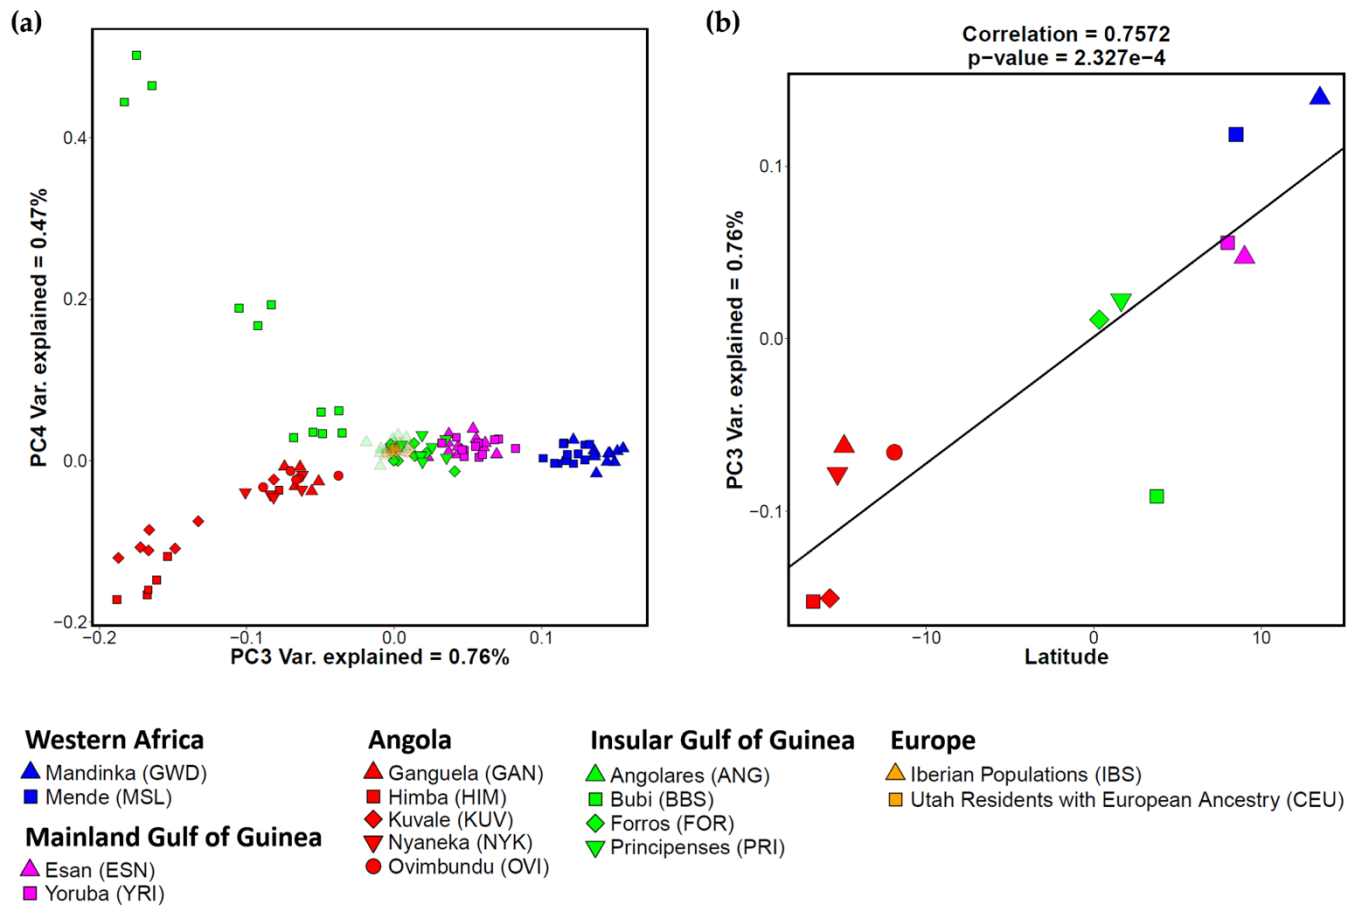 (a)
(b)
Correlation = 0.7572
p−value = 2.327e−4
PC4 Var. explained = 0.47%
0.4
0.2
0.0
−0.2
−0.2
−0.1
0.0
0.1
PC3 Var. explained = 0.76%
PC3 Var. explained = 0.76%
0.1
0.0
−0.1
−10
0
10
Latitude
Western Africa
Mandinka (GWD)
Mende (MSL)
Mainland Gulf of Guinea
Esan (ESN)
Yoruba (YRI)
Angola
Ganguela (GAN)
Himba (HIM)
Kuvale (KUV)
Nyaneka (NYK)
Ovimbundu (OVI)
Insular Gulf of Guinea
Angolares (ANG)
Bubi (BBS)
Forros (FOR)
Principenses (PRI)
Europe
Iberian Populations (IBS)
Utah Residents with European Ancestry (CEU)